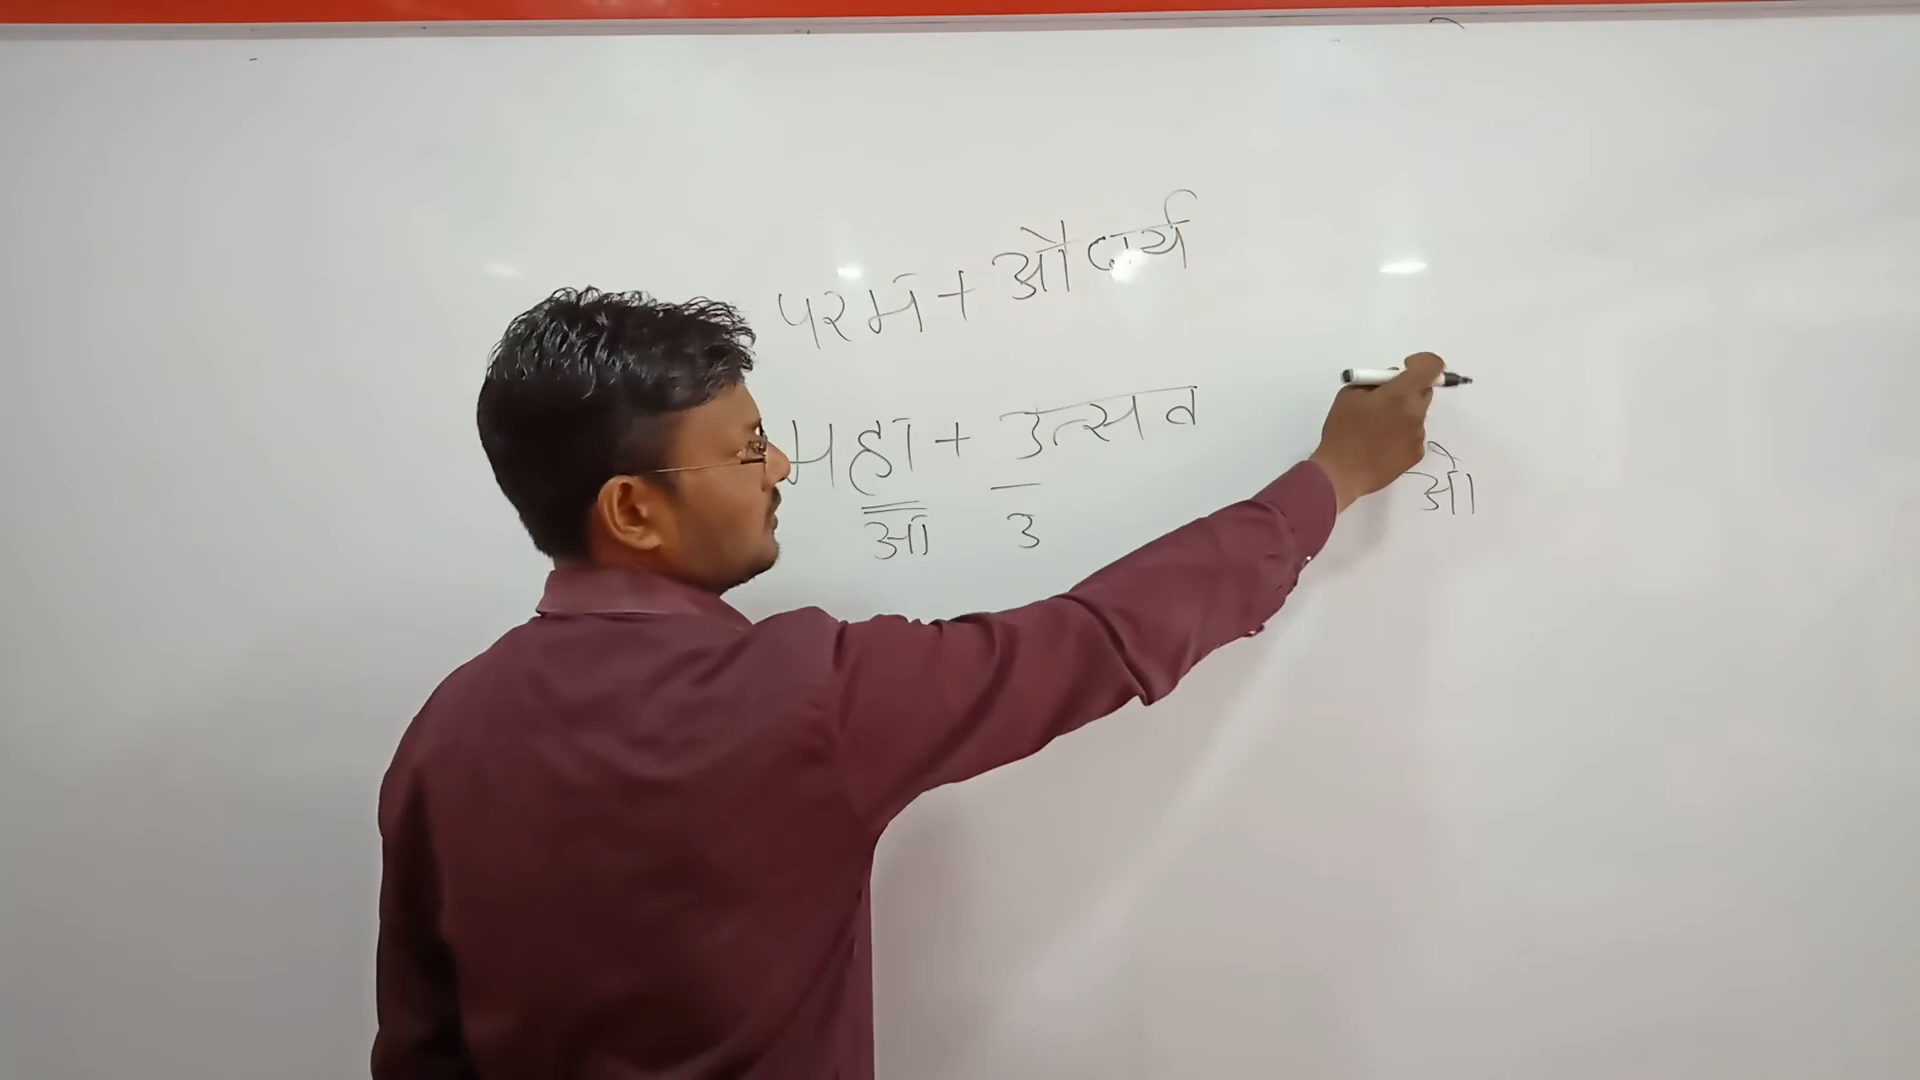 परम + औदार्य
महा + उत्सव
आ उ ओ